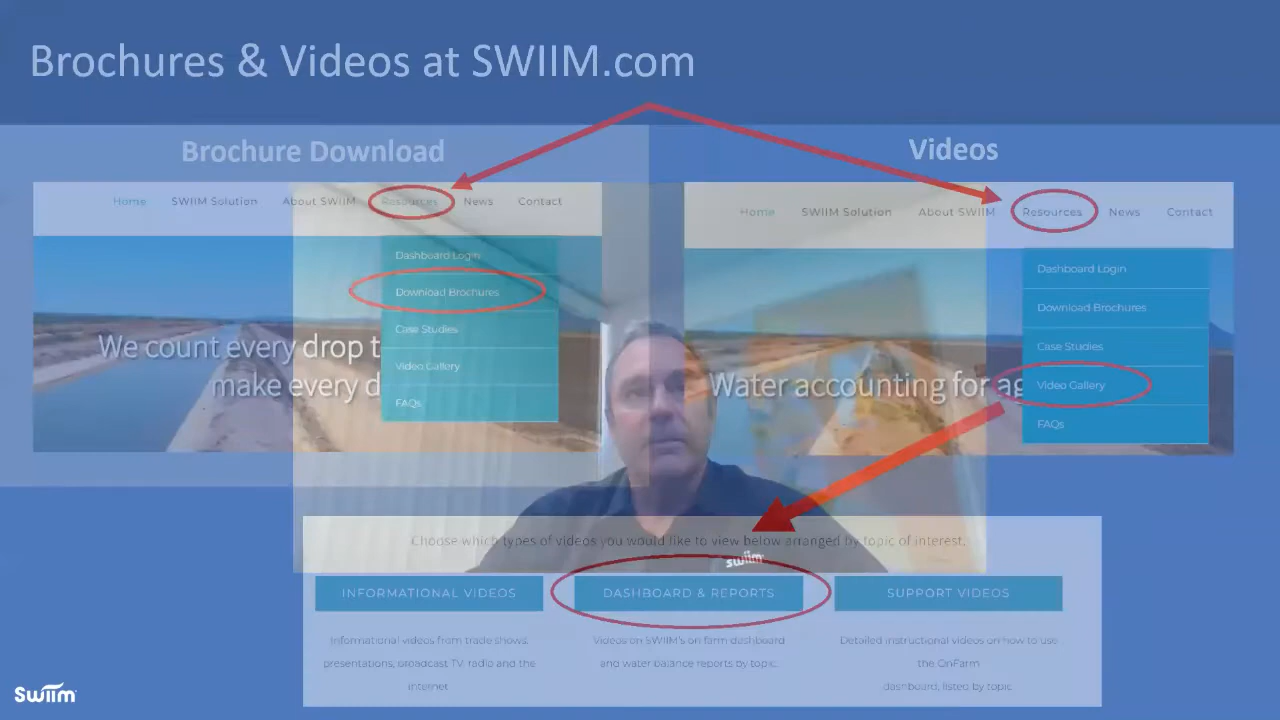 Brochures & Videos at SWIIM.com
Brochure Download
Home SWIIM Solution About SWIIM Resources News Contact
Dashboard Login
Download Brochures
Case Studies
Video Gallery
FAQs
We count every drop t
make every d
Videos
Home SWIIM Solution About SWIIM Resources News Contact
Dashboard Login
Download Brochures
Case Studies
Video Gallery
FAQs
Water accounting for ag
Choose which types of videos you would like to view below arranged by topic of interest.
swiim
INFORMATIONAL VIDEOS
Informational videos from trade shows,
presentations, broadcast TV, radio and the
internet
DASHBOARD & REPORTS
Videos on SWIIM's on farm dashboard
and water balance reports by topic.
SUPPORT VIDEOS
Detailed instructional videos on how to use
the OnFarm
dashboard, listed by topic
Swiim